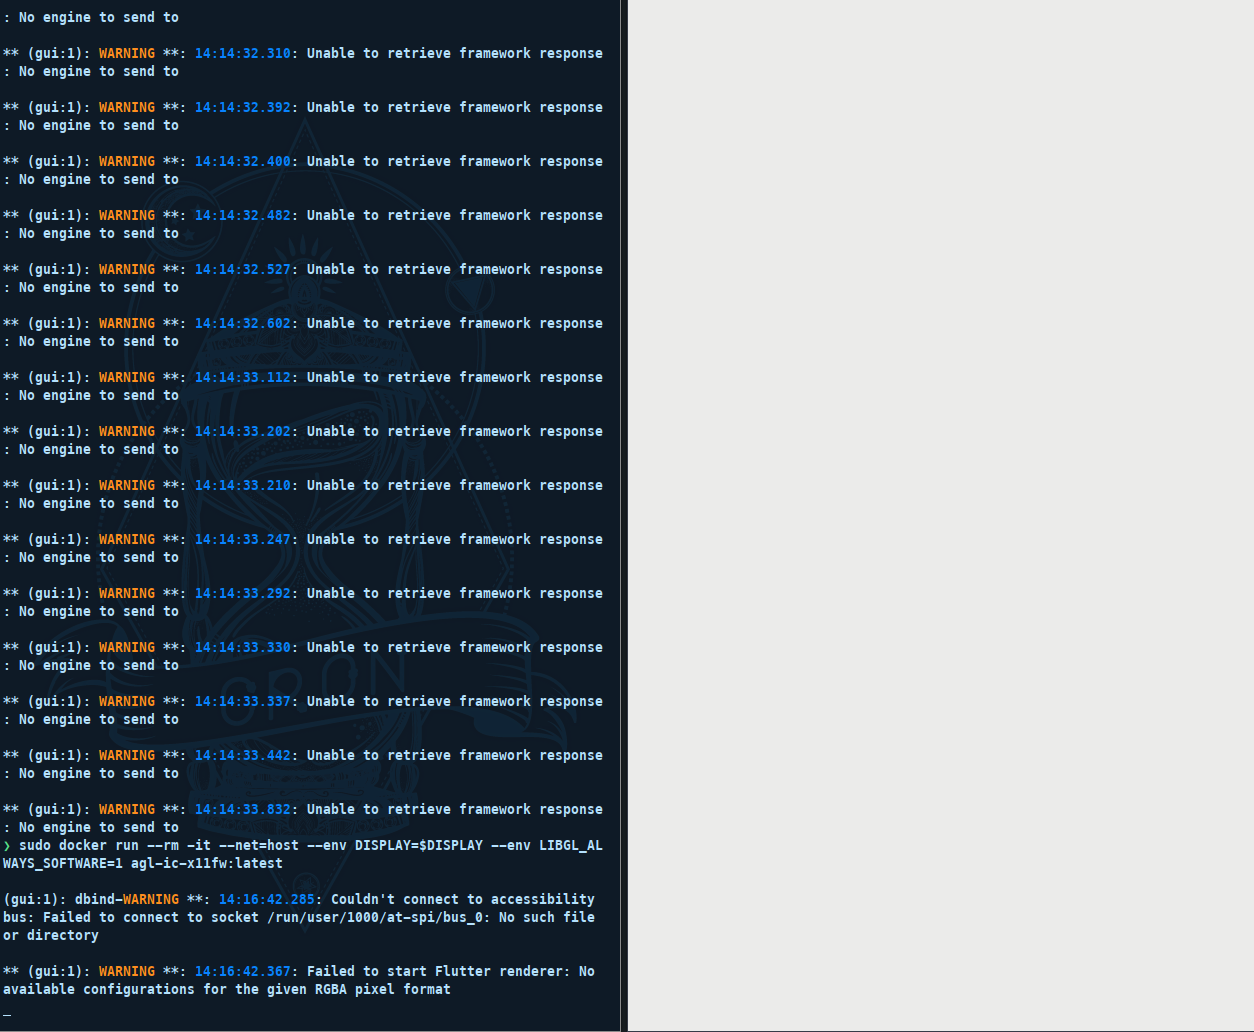 : No engine to send to
** (gui:1): WARNING **: 14:14:32.310: Unable to retrieve framework response
: No engine to send to
** (gui:1): WARNING **: 14:14:32.392: Unable to retrieve framework response
: No engine to send to
** (gui:1): WARNING **: 14:14:32.400: Unable to retrieve framework response
: No engine to send to
** (gui:1): WARNING **: 14:14:32.482: Unable to retrieve framework response
: No engine to send to
** (gui:1): WARNING **: 14:14:32.527: Unable to retrieve framework response
: No engine to send to
** (gui:1): WARNING **: 14:14:32.602: Unable to retrieve framework response
: No engine to send to
** (gui:1): WARNING **: 14:14:33.112: Unable to retrieve framework response
: No engine to send to
** (gui:1): WARNING **: 14:14:33.202: Unable to retrieve framework response
: No engine to send to
** (gui:1): WARNING **: 14:14:33.210: Unable to retrieve framework response
: No engine to send to
** (gui:1): WARNING **: 14:14:33.247: Unable to retrieve framework response
: No engine to send to
** (gui:1): WARNING **: 14:14:33.292: Unable to retrieve framework response
: No engine to send to
** (gui:1): WARNING **: 14:14:33.330: Unable to retrieve framework response
: No engine to send to
** (gui:1): WARNING **: 14:14:33.337: Unable to retrieve framework response
: No engine to send to
** (gui:1): WARNING **: 14:14:33.442: Unable to retrieve framework response
: No engine to send to
** (gui:1): WARNING **: 14:14:33.832: Unable to retrieve framework response
: No engine to send to
❯ sudo docker run --rm -it --net=host --env DISPLAY=$DISPLAY --env LIBGL_AL
WAYS_SOFTWARE=1 agl-ic-x11fw:latest
(gui:1): dbind-WARNING **: 14:16:42.285: Couldn't connect to accessibility
bus: Failed to connect to socket /run/user/1000/at-spi/bus_0: No such file
or directory
** (gui:1): WARNING **: 14:16:42.367: Failed to start Flutter renderer: No
available configurations for the given RGBA pixel format